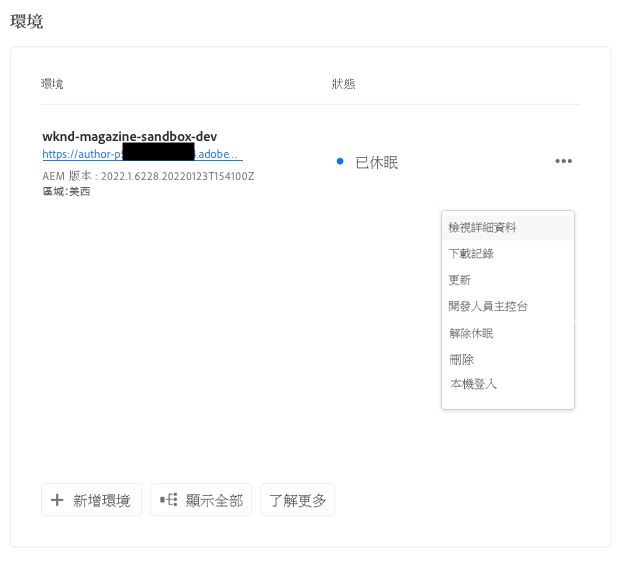 環境
環境
狀態
wknd-magazine-sandbox-dev
https://author-p .adobe...
AEM 版本 : 2022.1.6228.20220123T154100Z
區域:美西
已休眠
檢視詳細資料
下載記錄
更新
開發人員主控台
解除休眠
刪除
本機登入
新增環境
顯示全部
了解更多